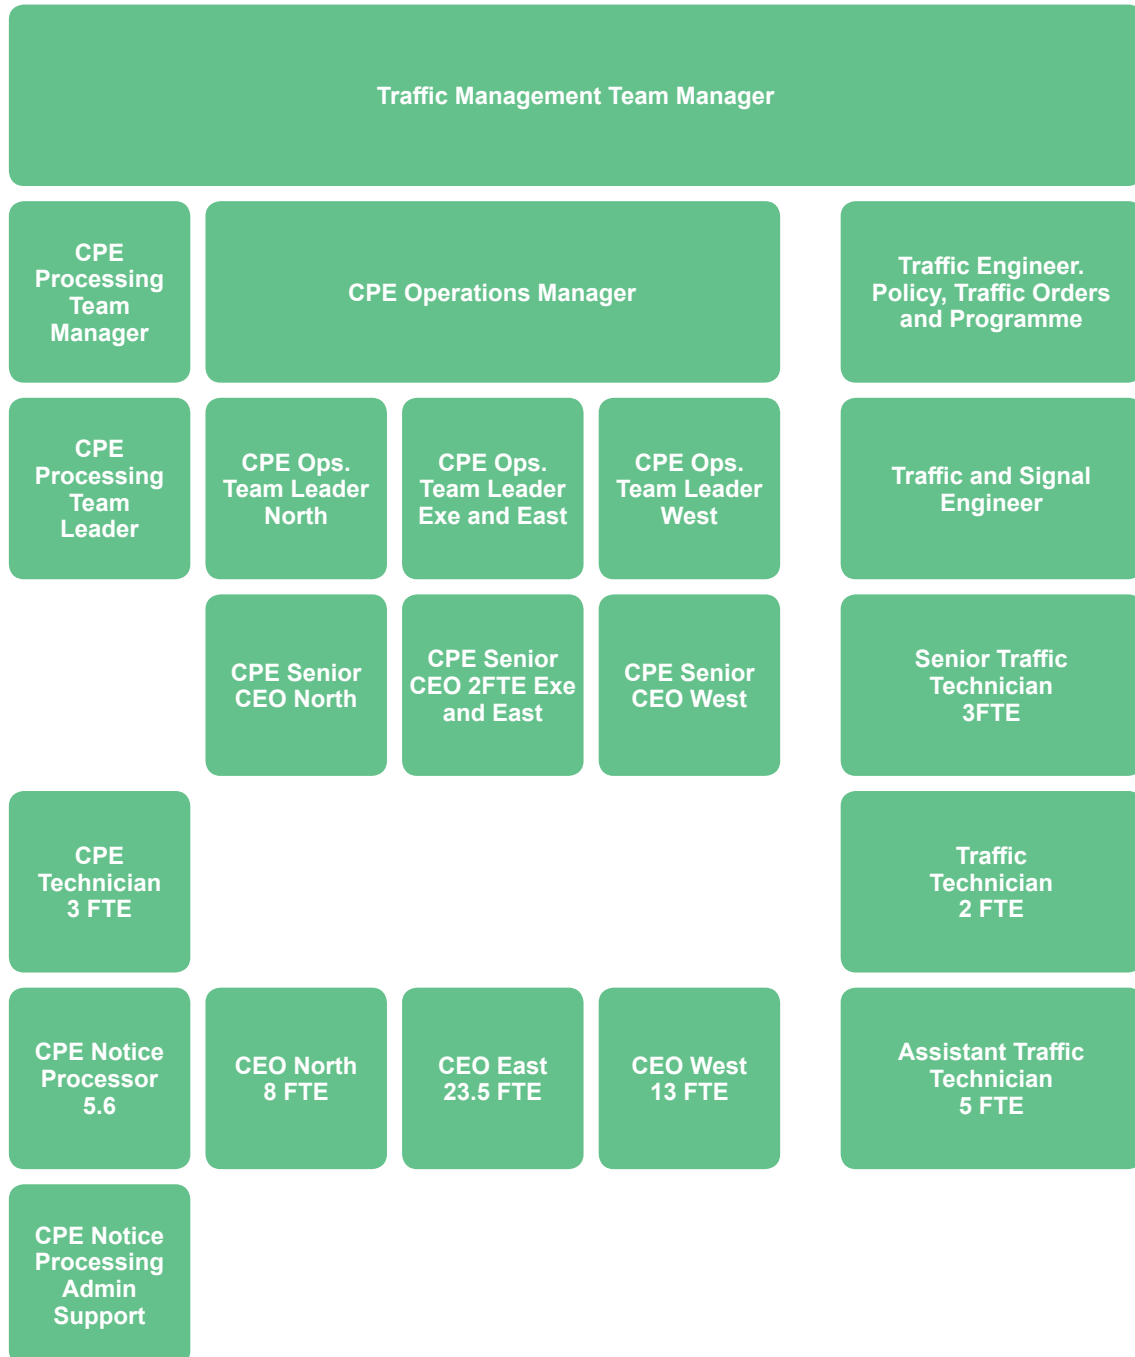 Traffic Management Team Manager
CPE
Processing
Team
Manager
CPE Operations Manager
Traffic Engineer.
Policy, Traffic Orders
and Programme
CPE
Processing
Team
Leader
CPE Ops.
Team Leader
North
CPE Ops.
Team Leader
Exe and East
CPE Ops.
Team Leader
West
Traffic and Signal
Engineer
CPE Senior
CEO North
CPE Senior
CEO 2FTE Exe
and East
CPE Senior
CEO West
Senior Traffic
Technician
3FTE
CPE
Technician
3 FTE
Traffic
Technician
2 FTE
CPE Notice
Processor
5.6
CEO North
8 FTE
CEO East
23.5 FTE
CEO West
13 FTE
Assistant Traffic
Technician
5 FTE
CPE Notice
Processing
Admin
Support